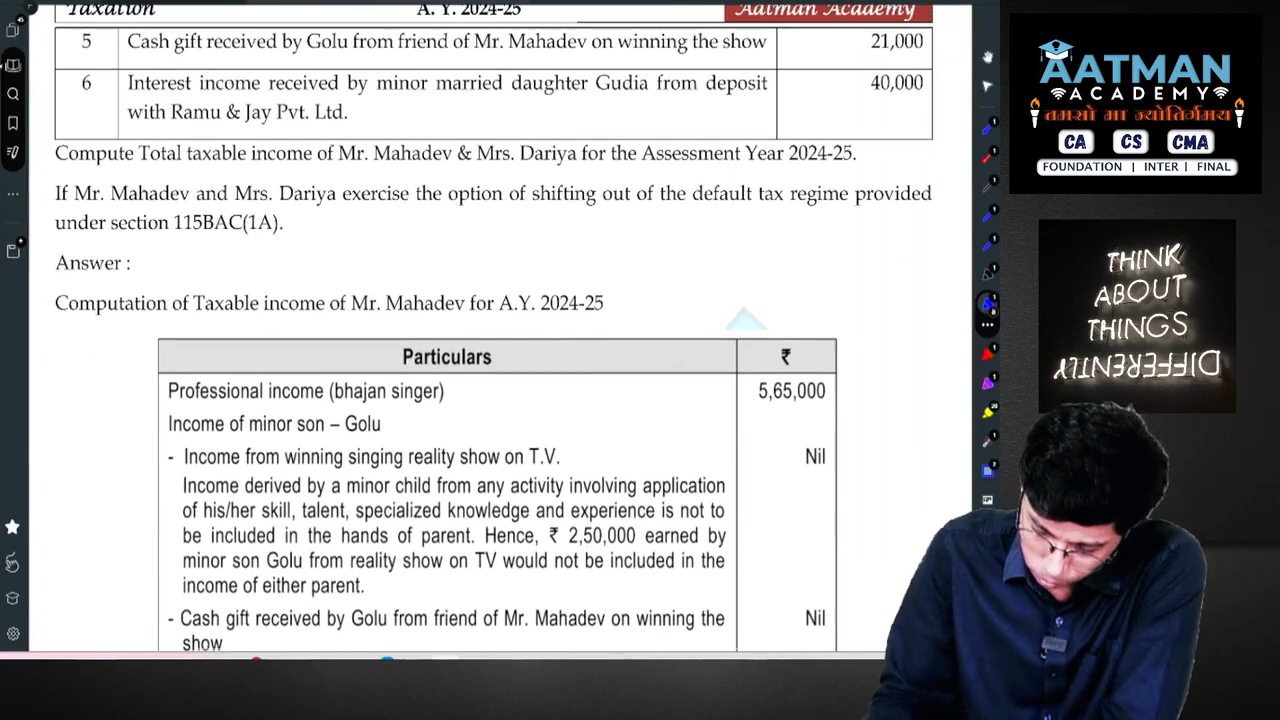 Taxation A. Y. 2024-25 Aatman Academy
5 Cash gift received by Golu from friend of Mr. Mahadev on winning the show 21,000
6 Interest income received by minor married daughter Gudia from deposit 40,000
with Ramu & Jay Pvt. Ltd.
Compute Total taxable income of Mr. Mahadev & Mrs. Dariya for the Assessment Year 2024-25.
If Mr. Mahadev and Mrs. Dariya exercise the option of shifting out of the default tax regime provided
under section 115BAC(1A).
Answer :
Computation of Taxable income of Mr. Mahadev for A.Y. 2024-25
Particulars ₹
Professional income (bhajan singer) 5,65,000
Income of minor son – Golu
- Income from winning singing reality show on T.V. Nil
Income derived by a minor child from any activity involving application
of his/her skill, talent, specialized knowledge and experience is not to
be included in the hands of parent. Hence, ₹ 2,50,000 earned by
minor son Golu from reality show on TV would not be included in the
income of either parent.
- Cash gift received by Golu from friend of Mr. Mahadev on winning the Nil
show
AATMAN
ACADEMY
तमसो मा ज्योतिर्गमय
CA CS CMA
FOUNDATION | INTER | FINAL
THINK
ABOUT
THINGS
DIFFERENTLY